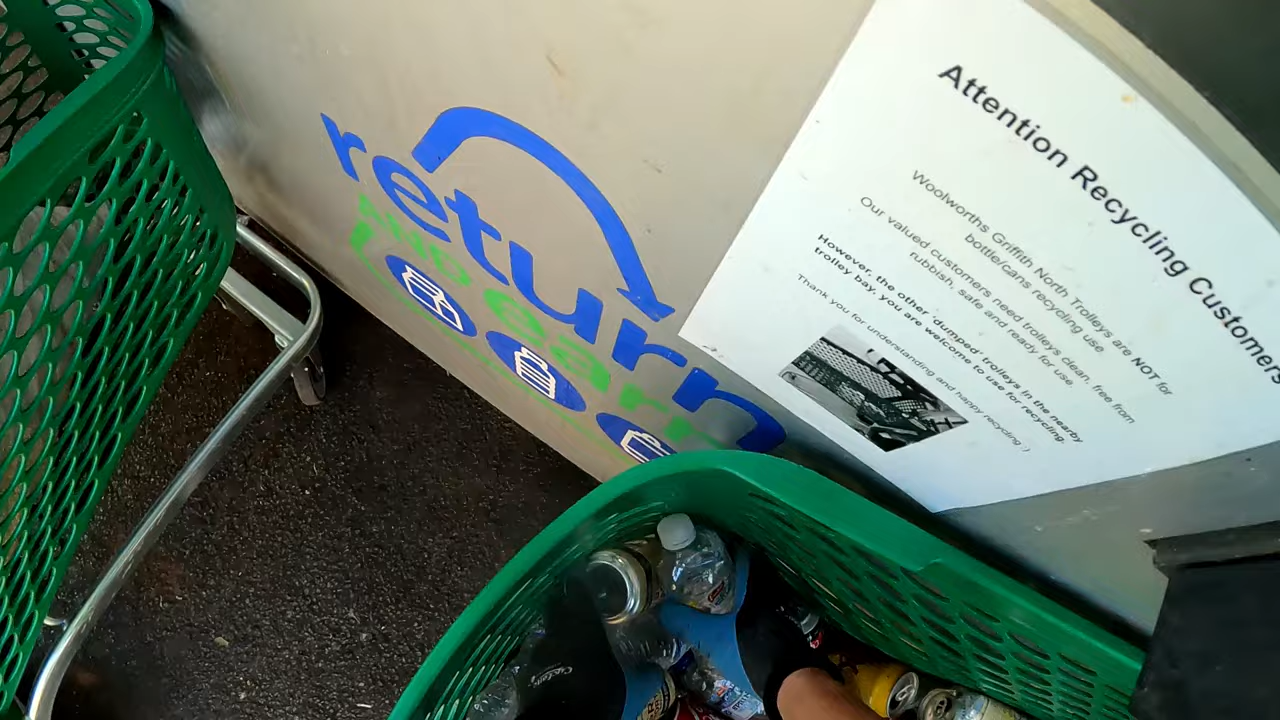 return
AND earn
Attention Recycling Customers
Woolworths Griffith North Trolleys are NOT for
bottle/cans recycling use
Our valued customers need trolleys clean, free from
rubbish, safe and ready for use
However, the other 'dumped' trolleys in the nearby
trolley bay, you are welcome to use for recycling
Thank you for understanding and happy recycling :)